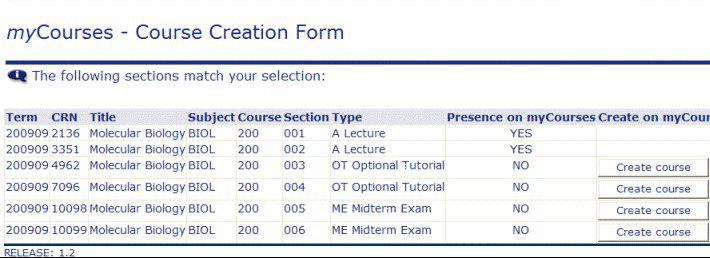 myCourses - Course Creation Form
The following sections match your selection:
Term CRN Title Subject Course Section Type Presence on myCourses Create on myCour
200909 2136 Molecular Biology BIOL 200 001 A Lecture YES
200909 3351 Molecular Biology BIOL 200 002 A Lecture YES
200909 4962 Molecular Biology BIOL 200 003 OT Optional Tutorial NO Create course
200909 7096 Molecular Biology BIOL 200 004 OT Optional Tutorial NO Create course
200909 10098 Molecular Biology BIOL 200 005 ME Midterm Exam NO Create course
200909 10099 Molecular Biology BIOL 200 006 ME Midterm Exam NO Create course
RELEASE: 1.2